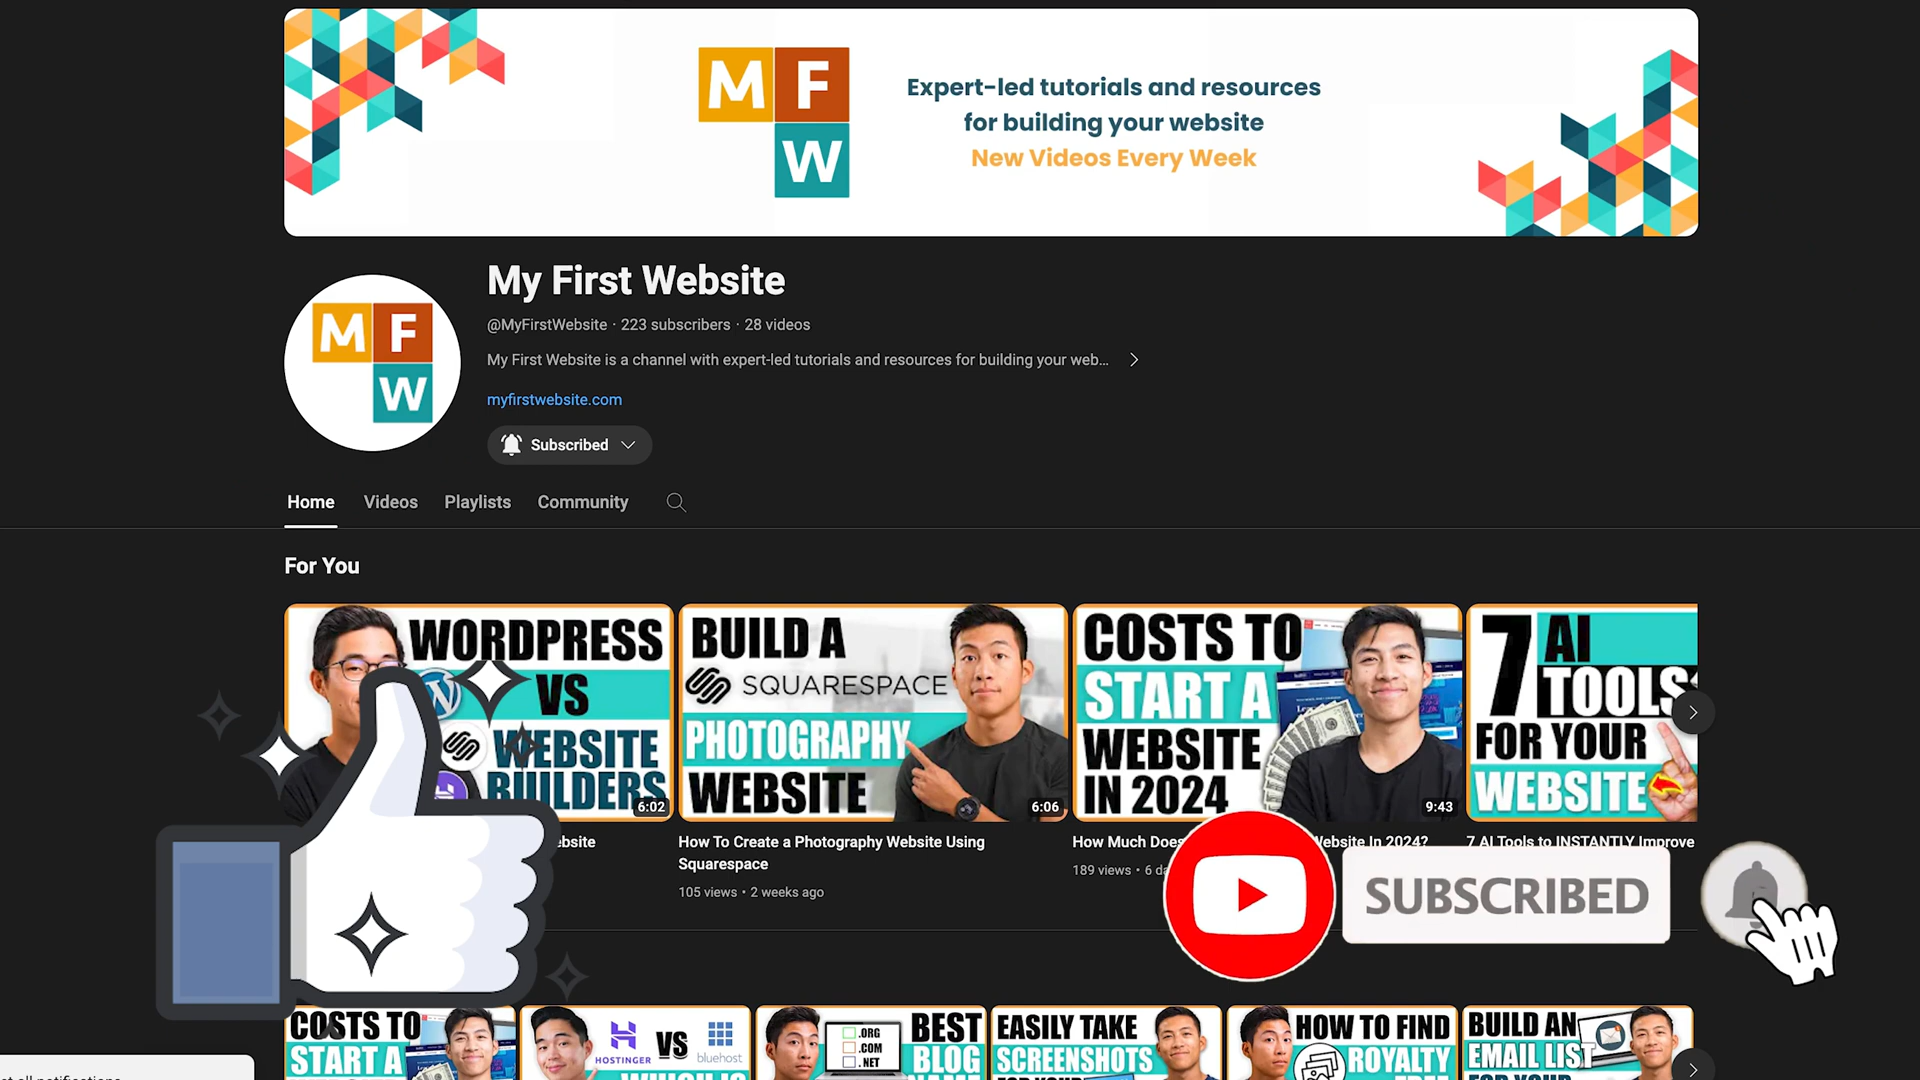 M F
W
Expert-led tutorials and resources
for building your website
New Videos Every Week
My First Website
M F
W
@MyFirstWebsite · 223 subscribers · 28 videos
My First Website is a channel with expert-led tutorials and resources for building your web...
myfirstwebsite.com
Subscribed
Home Videos Playlists Community
For You
WORDPRESS
VS
WEBSITE
BUILDERS
6:02
BUILD A
SQUARESPACE
PHOTOGRAPHY
WEBSITE
6:06
COSTS TO
START A
WEBSITE
IN 2024
9:43
7 AI
TOOLS
FOR YOUR
WEBSITE
How To Create a Photography Website Using
Squarespace
105 views • 2 weeks ago
How Much Does
Website In 2024?
189 views • 6
7 AI Tools to INSTANTLY Improve
SUBSCRIBED
COSTS TO
START A
HOSTINGER VS bluehost
.ORG
.COM
.NET
BEST
BLOG
EASILY TAKE
SCREENSHOTS
HOW TO FIND
ROYALTY
BUILD AN
EMAIL LIST